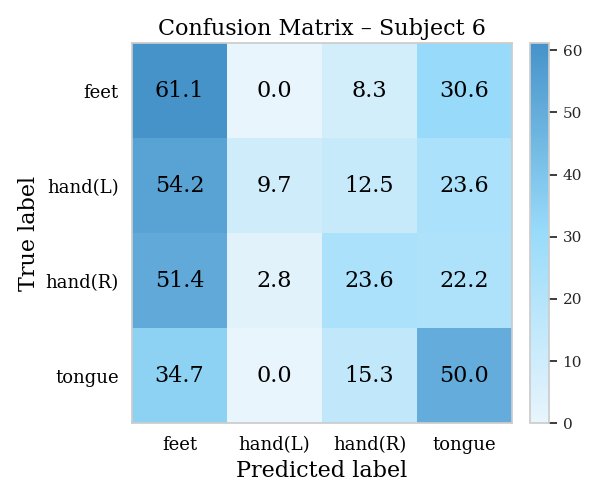 Confusion Matrix – Subject 6
feet 61.1 0.0 8.3 30.6
hand(L) 54.2 9.7 12.5 23.6
hand(R) 51.4 2.8 23.6 22.2
tongue 34.7 0.0 15.3 50.0
feet hand(L) hand(R) tongue
Predicted label
True label
60
50
40
30
20
10
0